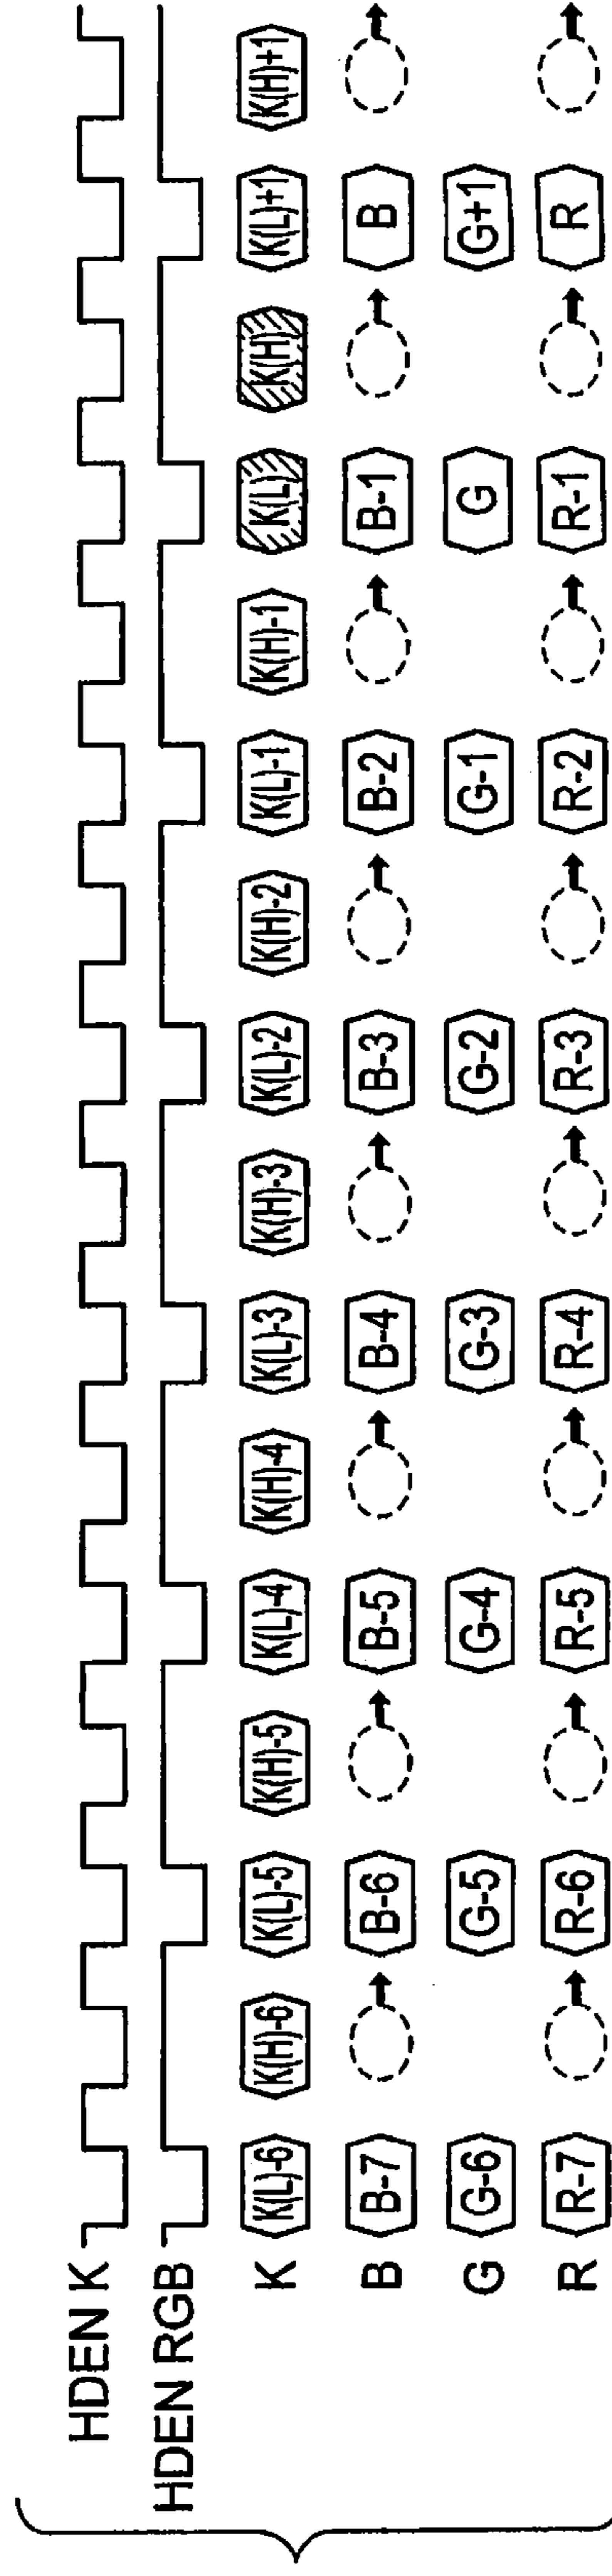 HDEN K
HDEN RGB
K K(L)-6 K(H)-6 K(L)-5 K(H)-5 K(L)-4 K(H)-4 K(L)-3 K(H)-3 K(L)-2 K(H)-2 K(L)-1 K(H)-1 K(L) K(H) K(L)+1 K(H)+1
B B-7 B-6 B-5 B-4 B-3 B-2 B-1 B
G G-6 G-5 G-4 G-3 G-2 G-1 G G+1
R R-7 R-6 R-5 R-4 R-3 R-2 R-1 R